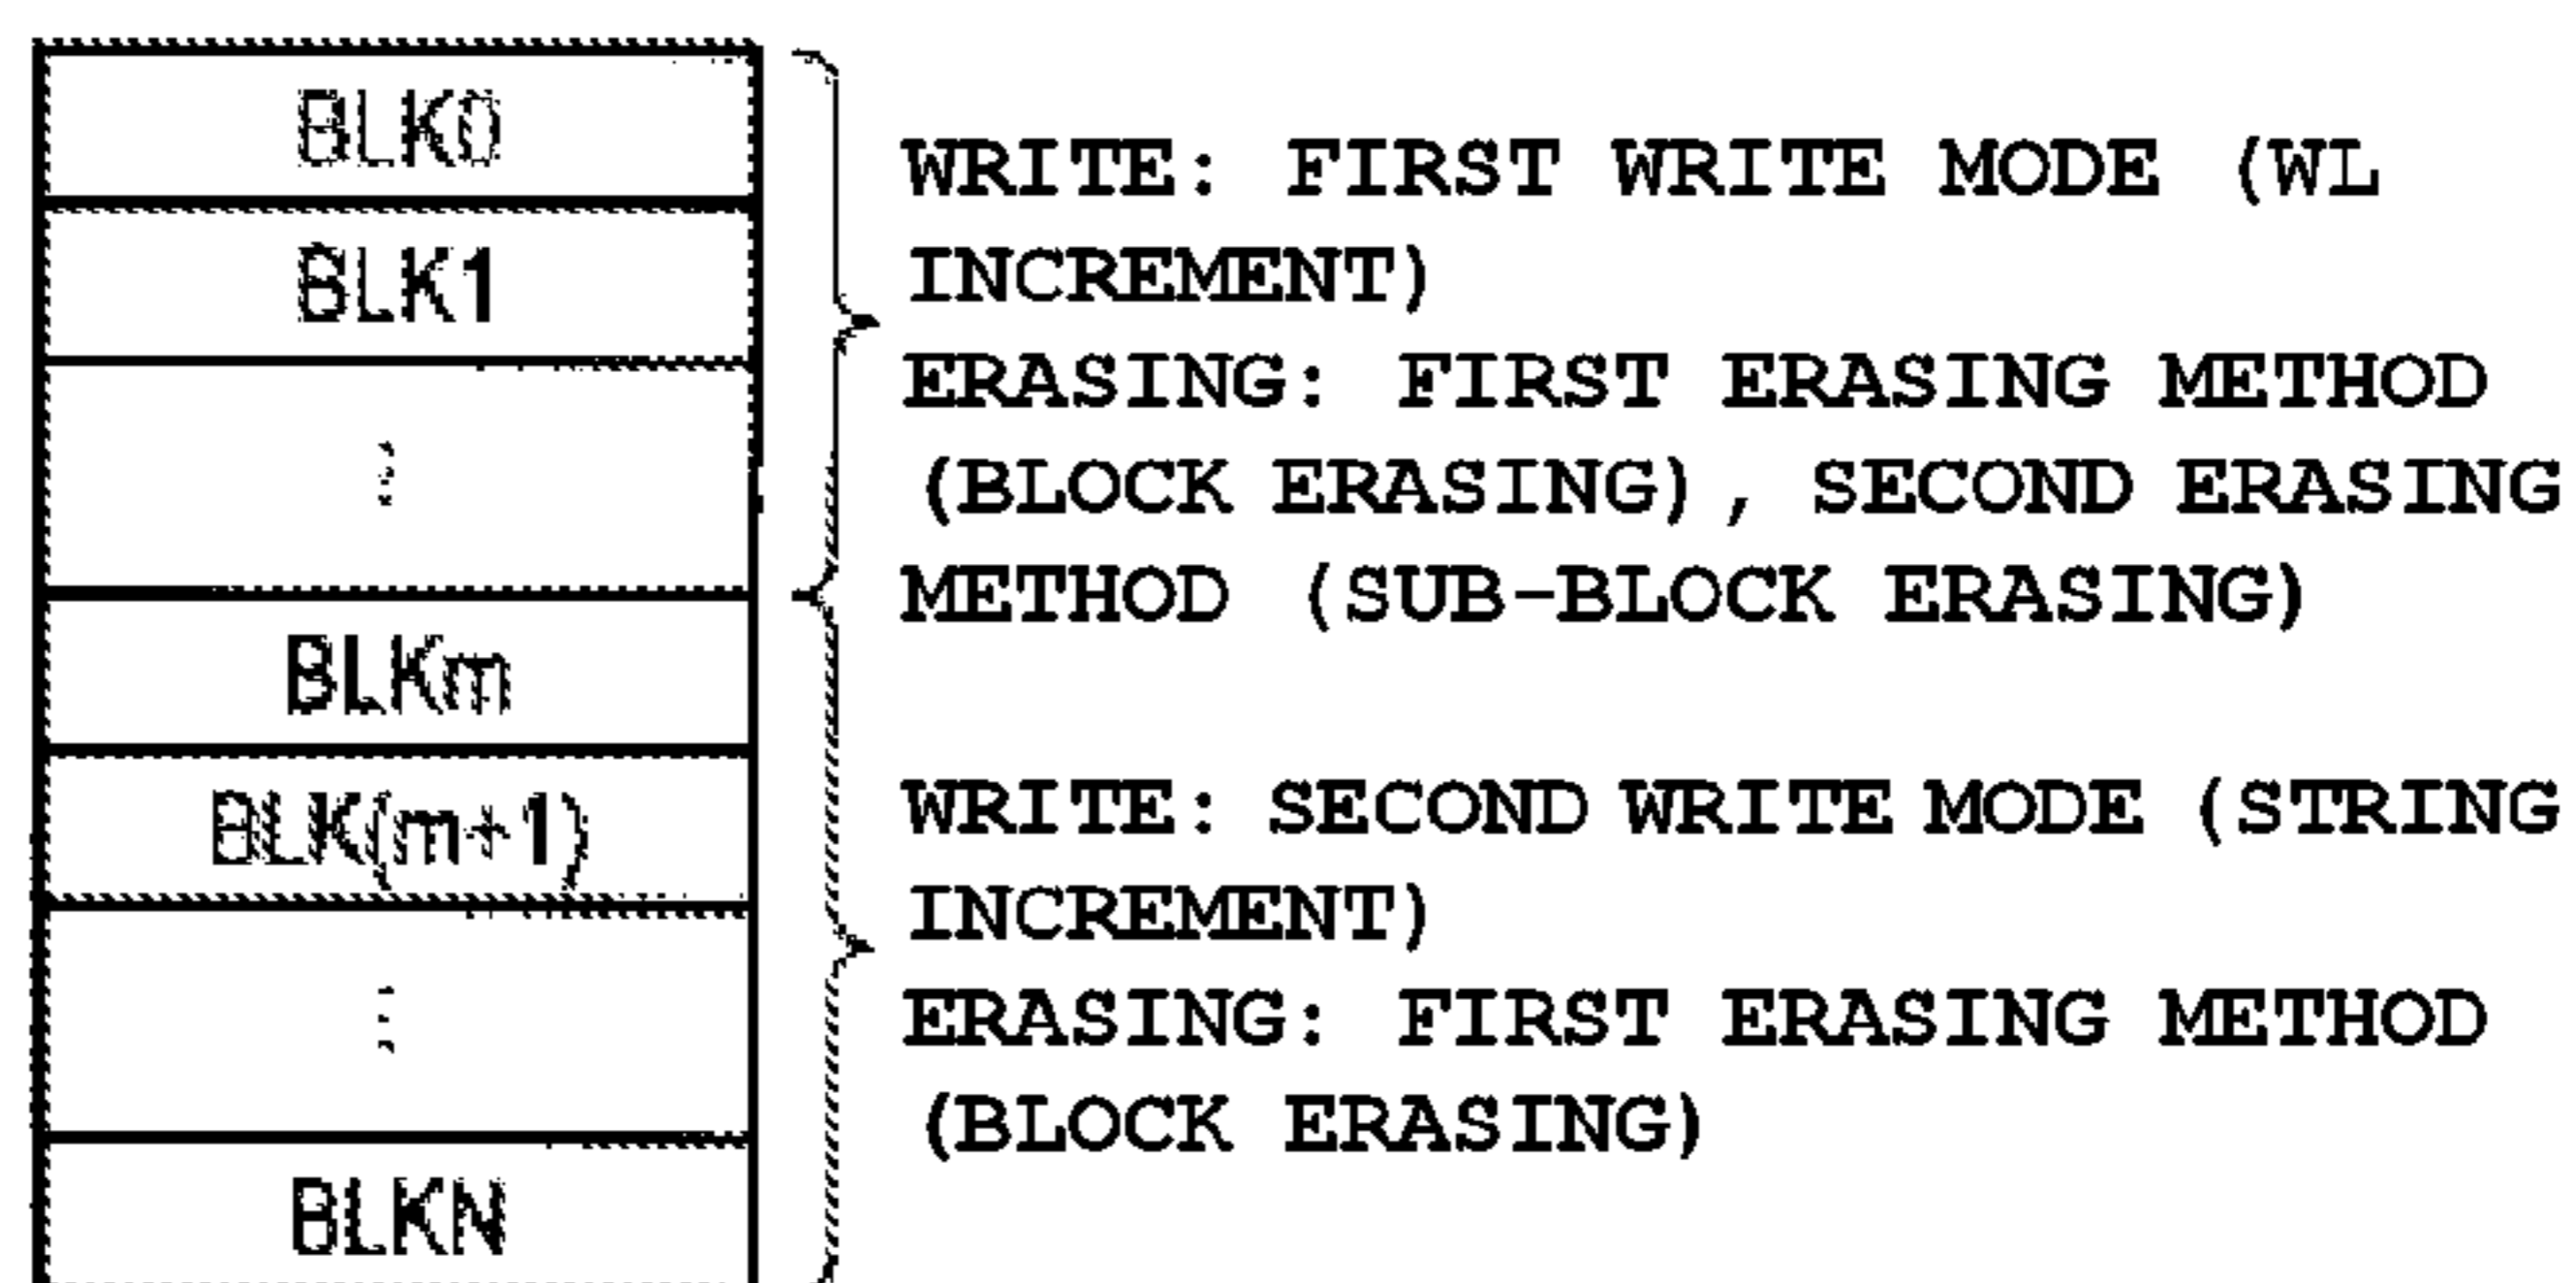 BLK0
BLK1
BLKm
BLK(m+1)
BLKN
WRITE: FIRST WRITE MODE (WL
INCREMENT)
ERASING: FIRST ERASING METHOD
(BLOCK ERASING), SECOND ERASING
METHOD (SUB-BLOCK ERASING)
WRITE: SECOND WRITE MODE (STRING
INCREMENT)
ERASING: FIRST ERASING METHOD
(BLOCK ERASING)